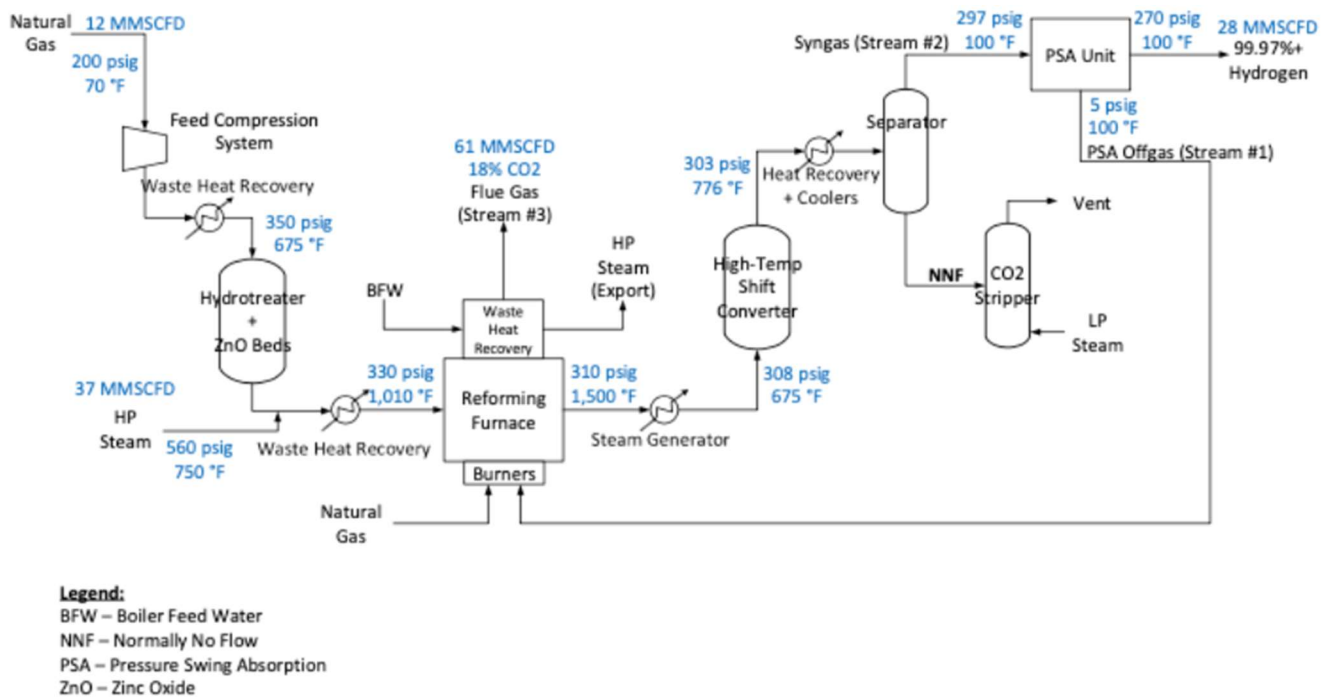 Natural
Gas
12 MMSCFD
200 psig
70 °F
Feed Compression
System
Waste Heat Recovery
350 psig
675 °F
Hydrotreater
+
ZnO Beds
37 MMSCFD
HP
Steam
560 psig
750 °F
Waste Heat Recovery
330 psig
1,010 °F
BFW
61 MMSCFD
18% CO2
Flue Gas
(Stream #3)
Waste
Heat
Recovery
HP
Steam
(Export)
Reforming
Furnace
Burners
Natural
Gas
310 psig
1,500 °F
Steam Generator
308 psig
675 °F
High-Temp
Shift
Converter
303 psig
776 °F
Heat Recovery
+ Coolers
Separator
Syngas (Stream #2)
297 psig
100 °F
PSA Unit
270 psig
100 °F
28 MMSCFD
99.97%+
Hydrogen
5 psig
100 °F
PSA Offgas (Stream #1)
NNF
CO2
Stripper
Vent
LP
Steam
Legend:
BFW – Boiler Feed Water
NNF – Normally No Flow
PSA – Pressure Swing Absorption
ZnO – Zinc Oxide